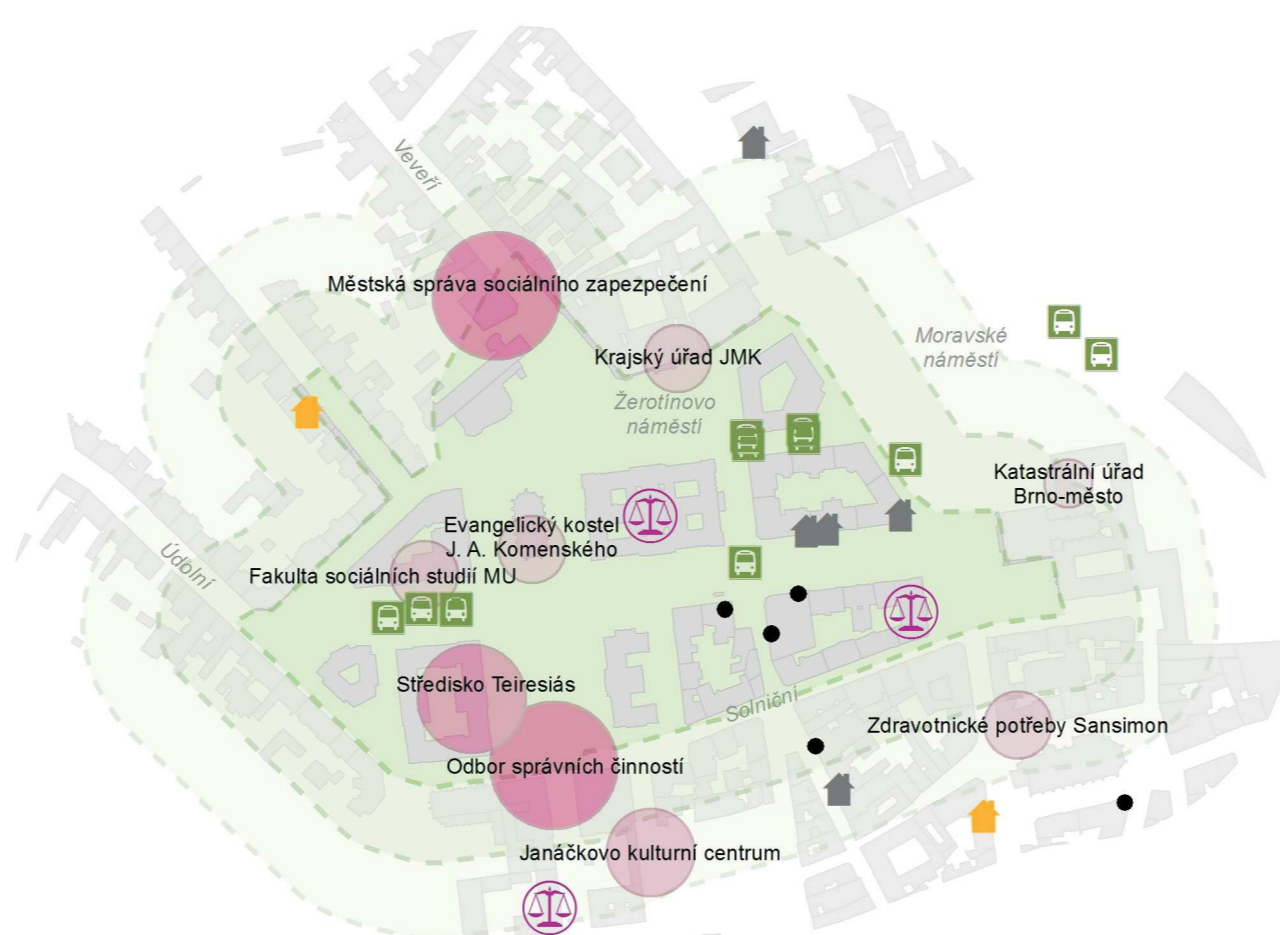 Veveří
Městská správa sociálního zapezpečení
Moravské
náměstí
Krajský úřad JMK
Žerotínovo
náměstí
Katastrální úřad
Brno-město
Evangelický kostel
J. A. Komenského
Údolní
Fakulta sociálních studií MU
Středisko Teiresiás
Solniční
Zdravotnické potřeby Sansimon
Odbor správních činností
Janáčkovo kulturní centrum